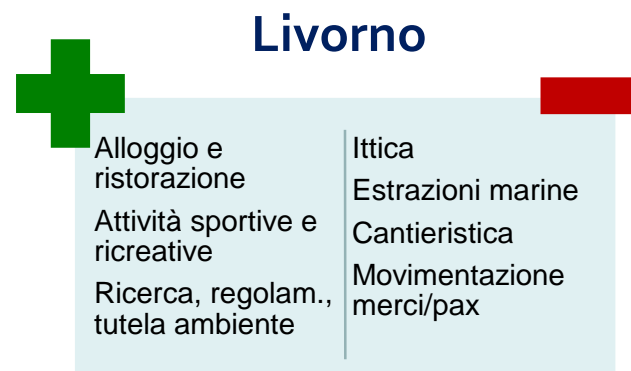 Livorno
Alloggio e
ristorazione
Attività sportive e
ricreative
Ricerca, regolam.,
tutela ambiente
Ittica
Estrazioni marine
Cantieristica
Movimentazione
merci/pax